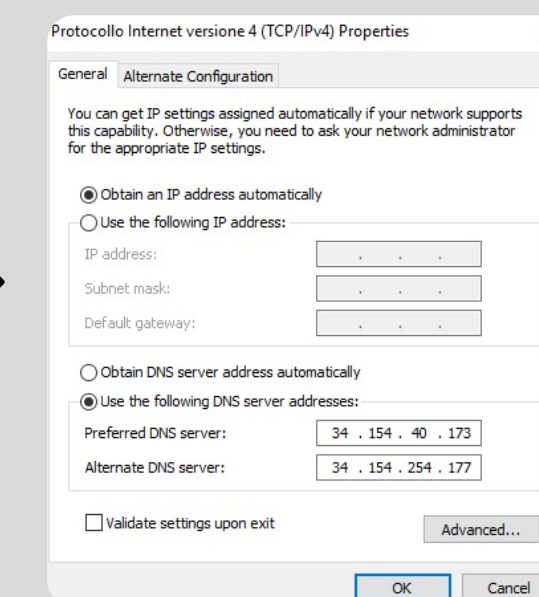 Protocollo Internet versione 4 (TCP/IPv4) Properties
General
Alternate Configuration
You can get IP settings assigned automatically if your network supports
this capability. Otherwise, you need to ask your network administrator
for the appropriate IP settings.
Obtain an IP address automatically
Use the following IP address:
IP address:
. . .
Subnet mask:
. . .
Default gateway:
. . .
Obtain DNS server address automatically
Use the following DNS server addresses:
Preferred DNS server:
34 . 154 . 40 . 173
Alternate DNS server:
34 . 154 . 254 . 177
Validate settings upon exit
Advanced...
OK
Cancel